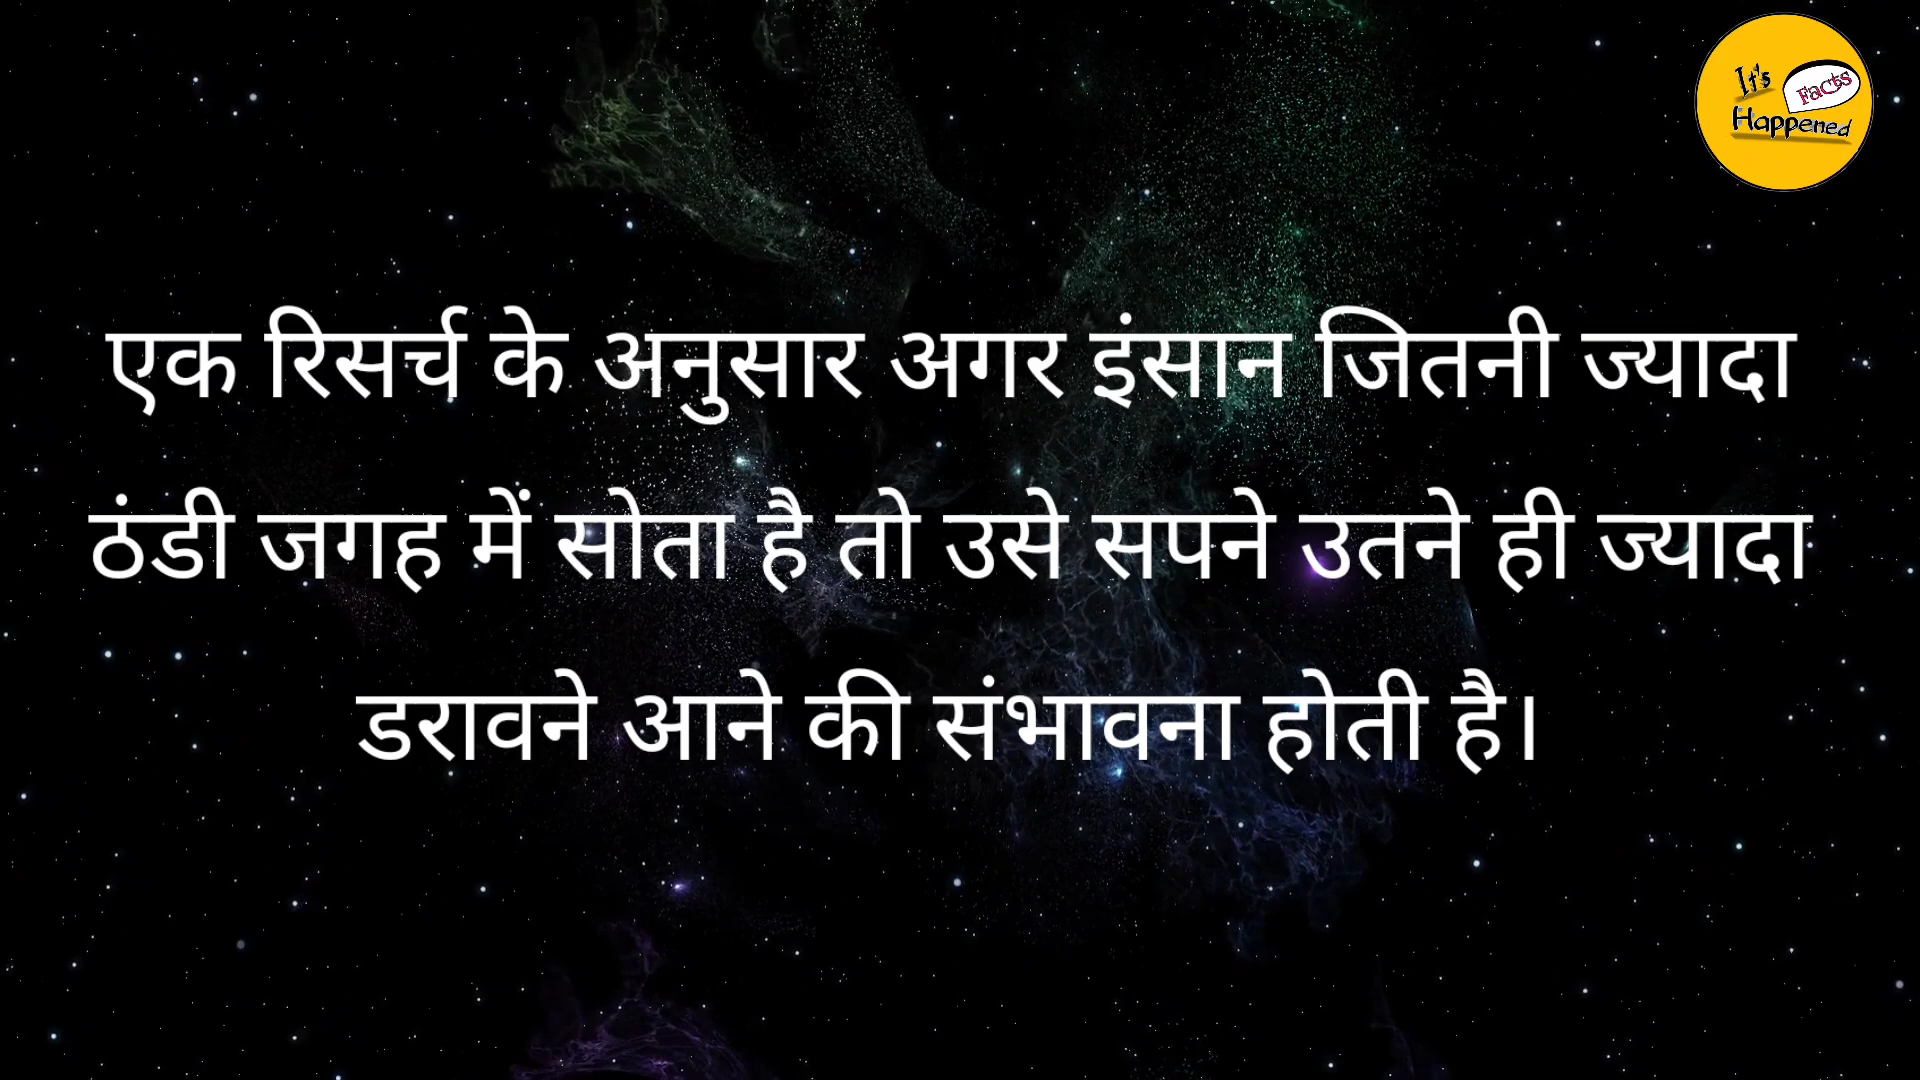 It's
Facts
Happened
एक रिसर्च के अनुसार अगर इंसान जितनी ज्यादा
ठंडी जगह में सोता है तो उसे सपने उतने ही ज्यादा
डरावने आने की संभावना होती है।